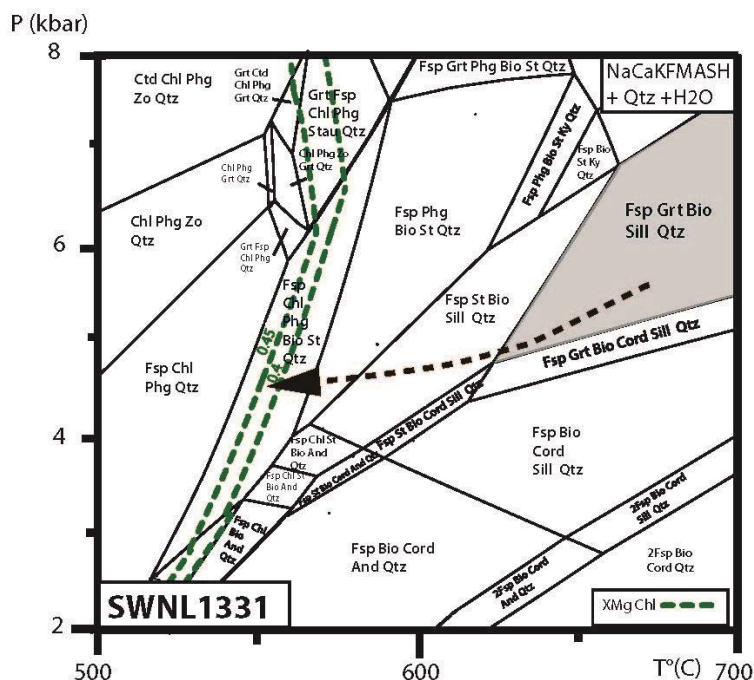 P (kbar)
8
Ctd Chl Phg
Zo Qtz
Grt Ctd
Chl Phg
Grt Qtz
Grt Fsp
Chl Phg
Stau Qtz
Fsp Grt Phg Bio St Qtz
NaCaKFMASH
+ Qtz +H2O
Chl Phg
Grt Qtz
Chl Phg Zo
Grt Qtz
Fsp Phg Bio St Ky Qtz
Fsp Bio
St Ky
Qtz
Chl Phg Zo
Qtz
Fsp Phg
Bio St Qtz
Fsp Grt Bio
Sill Qtz
6
Grt Fsp
Chl Phg
Qtz
Fsp
Chl
Phg
Bio St
Qtz
Fsp St Bio
Sill Qtz
0.45
0.4
Fsp Chl
Phg Qtz
Fsp Grt Bio Cord Sill Qtz
Fsp St Bio Cord Sill Qtz
4
Fsp Chl St
Bio And Qtz
Fsp Chl St
Bio And
Qtz
Fsp St Bio Cord And Qtz
Fsp Bio
Cord
Sill Qtz
Fsp Chl
Bio
And
Qtz
Fsp Bio Cord
And Qtz
2Fsp Bio Cord
Sill Qtz
2Fsp Bio Cord
And Qtz
2Fsp Bio
Cord Qtz
SWNL1331
XMg Chl
2
500
600
T°(C)
700